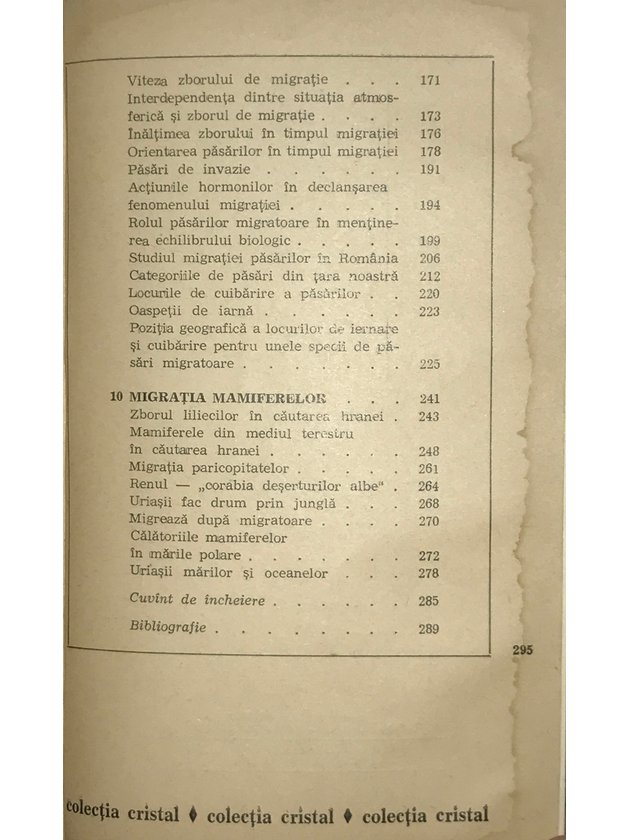 Viteza zborului de migrație . . . 171
Interdependența dintre situația atmos-
ferică și zborul de migrație . . . . 173
Înălțimea zborului în timpul migrației 176
Orientarea păsărilor în timpul migrației 178
Păsări de invazie . . . . . . 191
Acțiunile hormonilor în declanșarea
fenomenului migrației . . . . . 194
Rolul păsărilor migratoare în menține-
rea echilibrului biologic . . . . . 199
Studiul migrației păsărilor în România 206
Categoriile de păsări din țara noastră 212
Locurile de cuibărire a păsărilor . . 220
Oaspeții de iarnă . . . . . . 223
Poziția geografică a locurilor de iernare
și cuibărire pentru unele specii de pă-
sări migratoare . . . . . . . 225
10 MIGRAȚIA MAMIFERELOR . . . 241
Zborul liliecilor în căutarea hranei . 243
Mamiferele din mediul terestru
în căutarea hranei . . . . . . 248
Migrația paricopitatelor . . . . . 261
Renul — „corabia deșerturilor albe“ . 264
Uriașii fac drum prin junglă . . . 268
Migrează după migratoare . . . . 270
Călătoriile mamiferelor
în mările polare . . . . . . . 272
Uriașii mărilor și oceanelor . . . 278
Cuvînt de încheiere . . . . . . 285
Bibliografie . . . . . . . . 289
295
colecția cristal ♦ colecția cristal ♦ colecția cristal